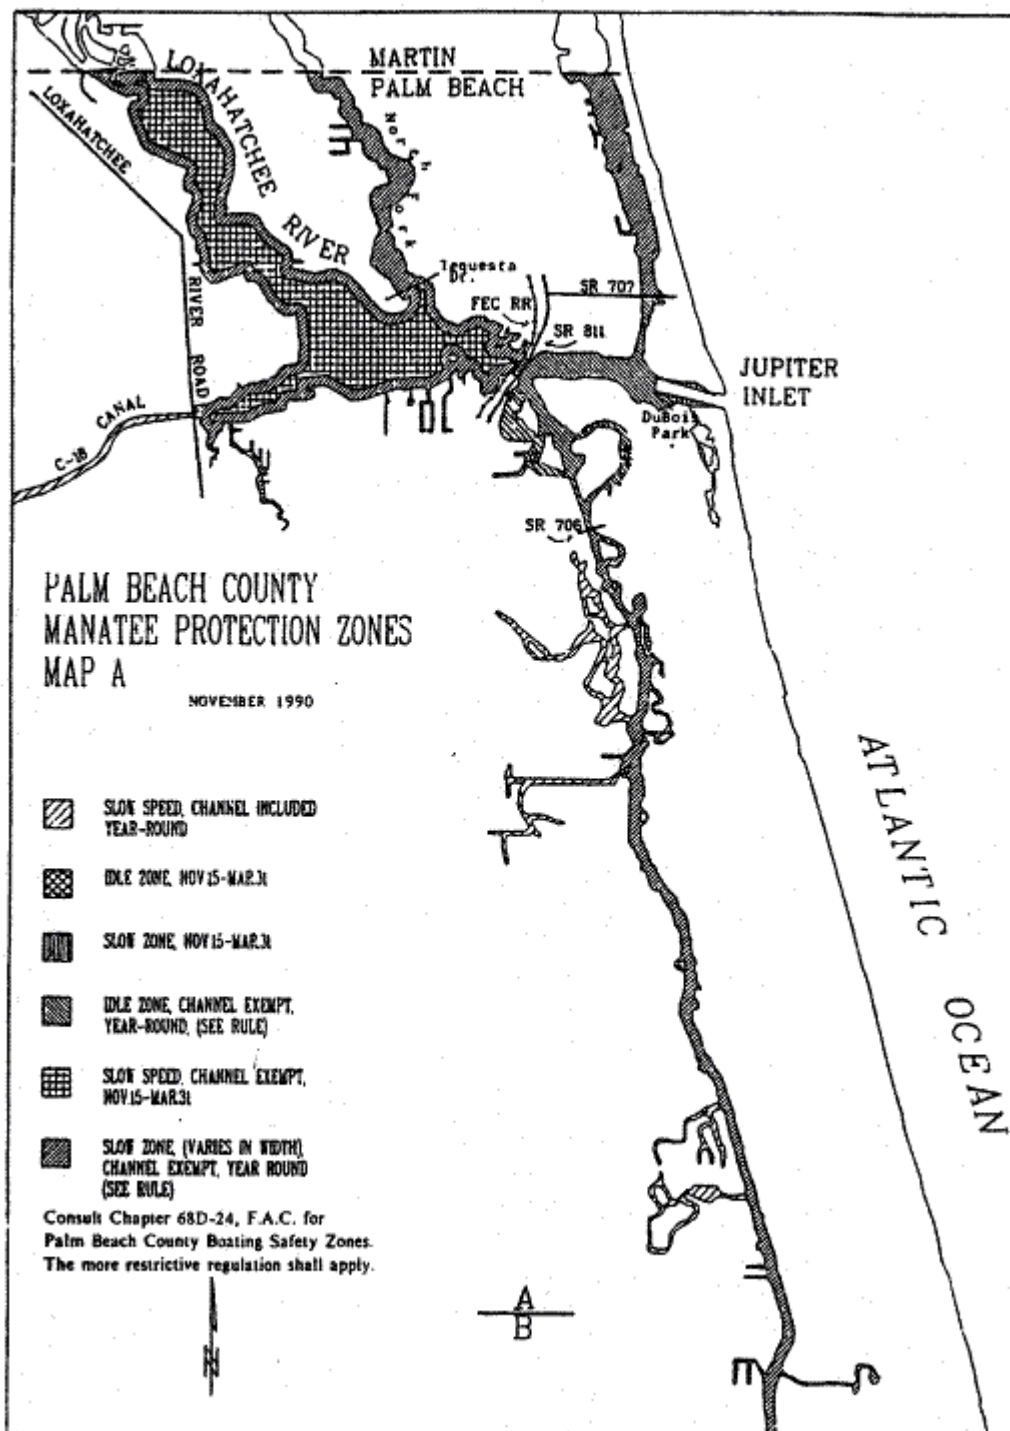 MARTIN
PALM BEACH
LOXAHATCHEE
RIVER
LOXAHATCHEE
RIVER ROAD
North Fork
Tequesta
Dr.
FEC RR
SR 707
SR 811
JUPITER
INLET
DuBois
Park
C-18 CANAL
SR 706
PALM BEACH COUNTY
MANATEE PROTECTION ZONES
MAP A
NOVEMBER 1990
ATLANTIC
OCEAN
SLOW SPEED, CHANNEL INCLUDED
YEAR-ROUND
IDLE ZONE, NOV.15-MAR.31
SLOW ZONE, NOV.15-MAR.31
IDLE ZONE, CHANNEL EXEMPT,
YEAR-ROUND, (SEE RULE)
SLOW SPEED, CHANNEL EXEMPT,
NOV.15-MAR.31
SLOW ZONE, (VARIES IN WIDTH)
CHANNEL EXEMPT, YEAR ROUND
(SEE RULE)
Consult Chapter 68D-24, F.A.C. for
Palm Beach County Boating Safety Zones.
The more restrictive regulation shall apply.
N
A
B